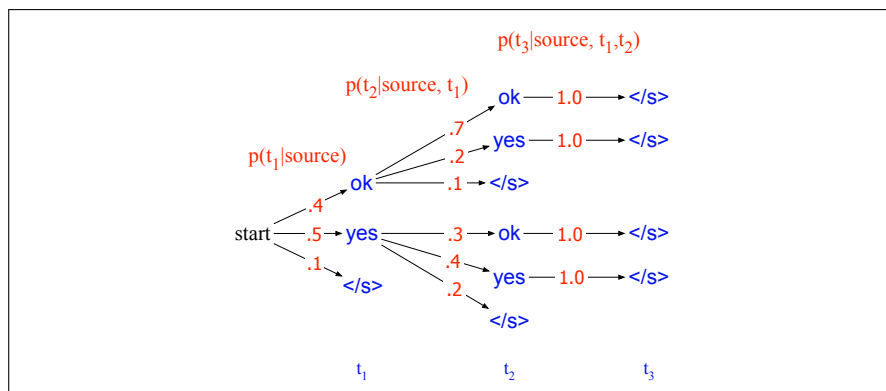 p(t₃|source, t₁,t₂)
p(t₂|source, t₁)
ok 1.0 </s>
.7
yes 1.0 </s>
.2
p(t₁|source)
ok .1 </s>
.4
start .5 yes .3 ok 1.0 </s>
.1 .4
</s> yes 1.0 </s>
.2
</s>
t₁ t₂ t₃